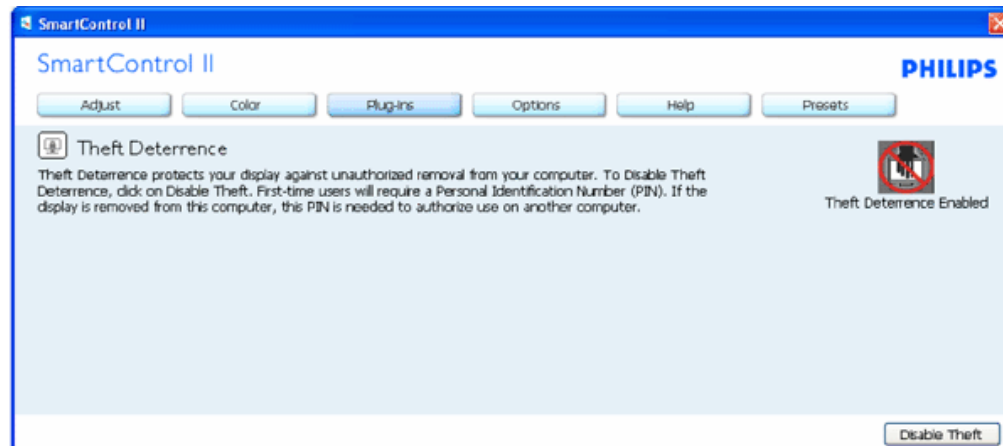 SmartControl II
SmartControl II
PHILIPS
Adjust Color Plug-Ins Options Help Presets
Theft Deterrence
Theft Deterrence protects your display against unauthorized removal from your computer. To Disable Theft
Deterrence, click on Disable Theft. First-time users will require a Personal Identification Number (PIN). If the
display is removed from this computer, this PIN is needed to authorize use on another computer.
Theft Deterrence Enabled
Disable Theft